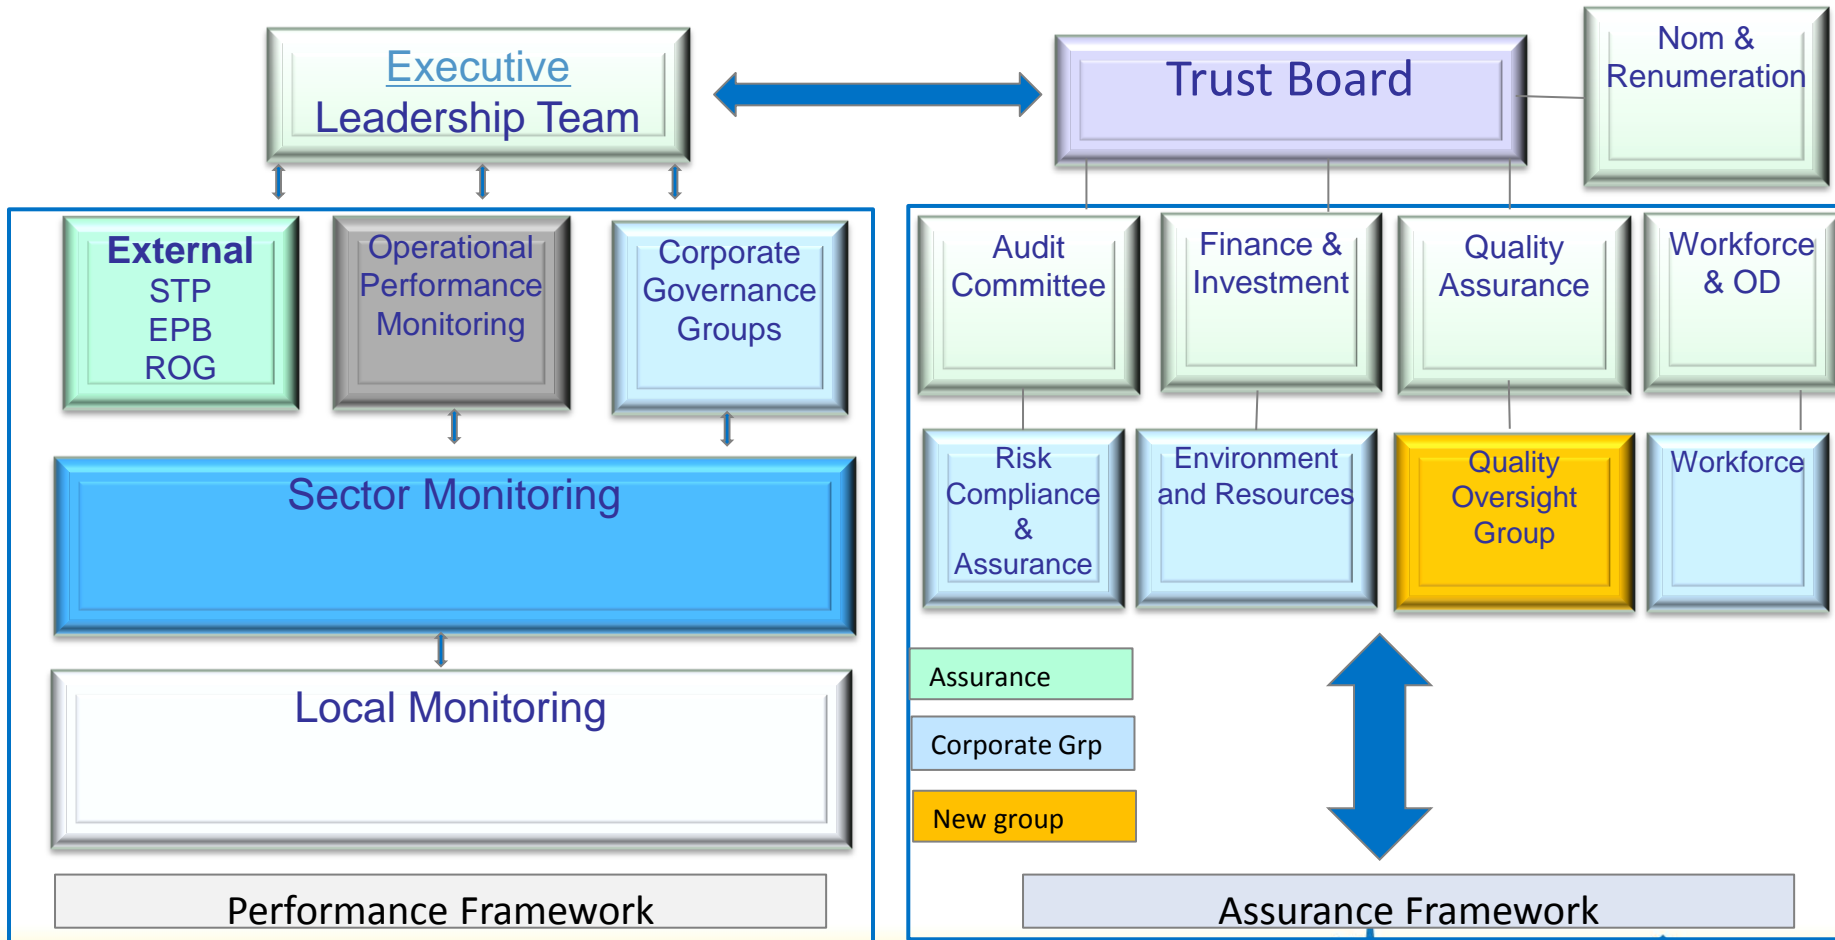 Executive
Leadership Team
Trust Board
Nom &
Renumeration
External
STP
EPB
ROG
Operational
Performance
Monitoring
Corporate
Governance
Groups
Audit
Committee
Finance &
Investment
Quality
Assurance
Workforce
& OD
Risk
Compliance
&
Assurance
Environment
and Resources
Quality
Oversight
Group
Workforce
Sector Monitoring
Local Monitoring
Assurance
Corporate Grp
New group
Performance Framework
Assurance Framework